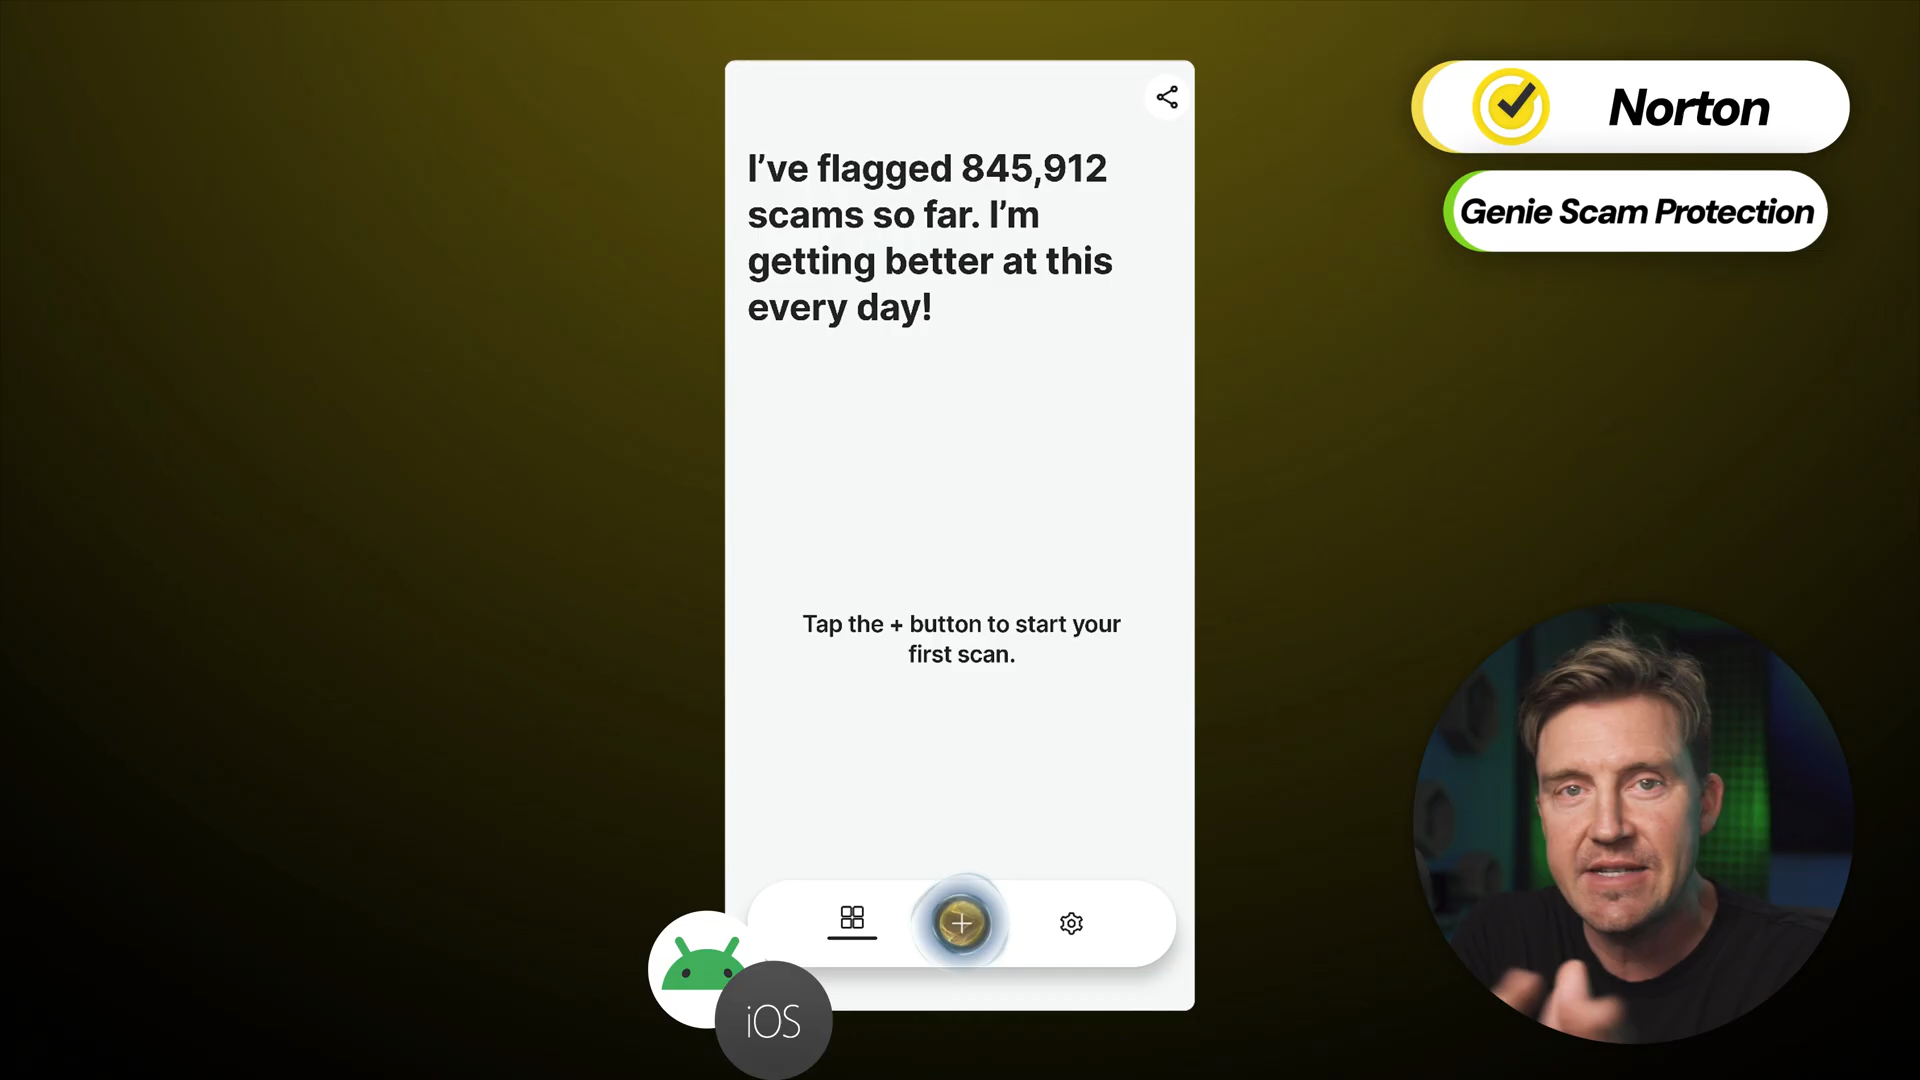 I've flagged 845,912
scams so far. I'm
getting better at this
every day!
Tap the + button to start your
first scan.
Norton
Genie Scam Protection
iOS